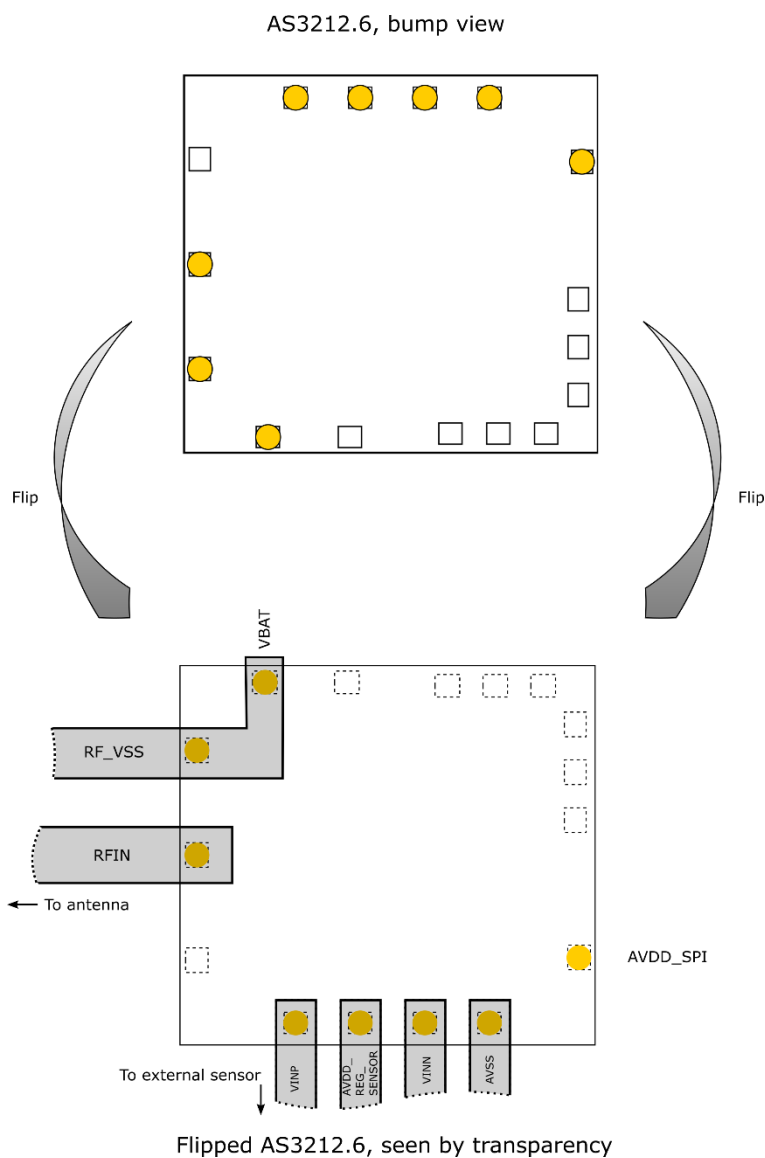 AS3212.6, bump view
Flip
Flip
VBAT
RF_VSS
RFIN
To antenna
AVDD_SPI
To external sensor
VINP
AVDD_
REG_
SENSOR
VINN
AVSS
Flipped AS3212.6, seen by transparency